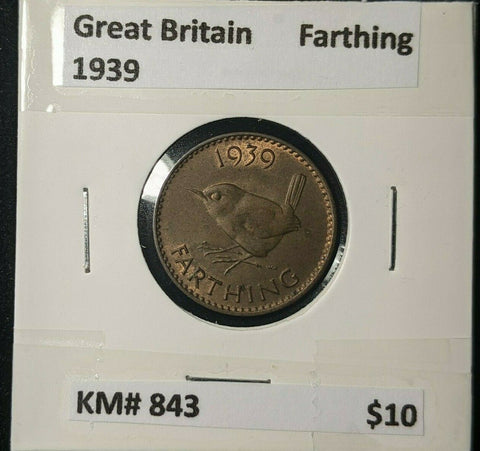 Great Britain Farthing
1939
1939
FARTHING
KM# 843 $10